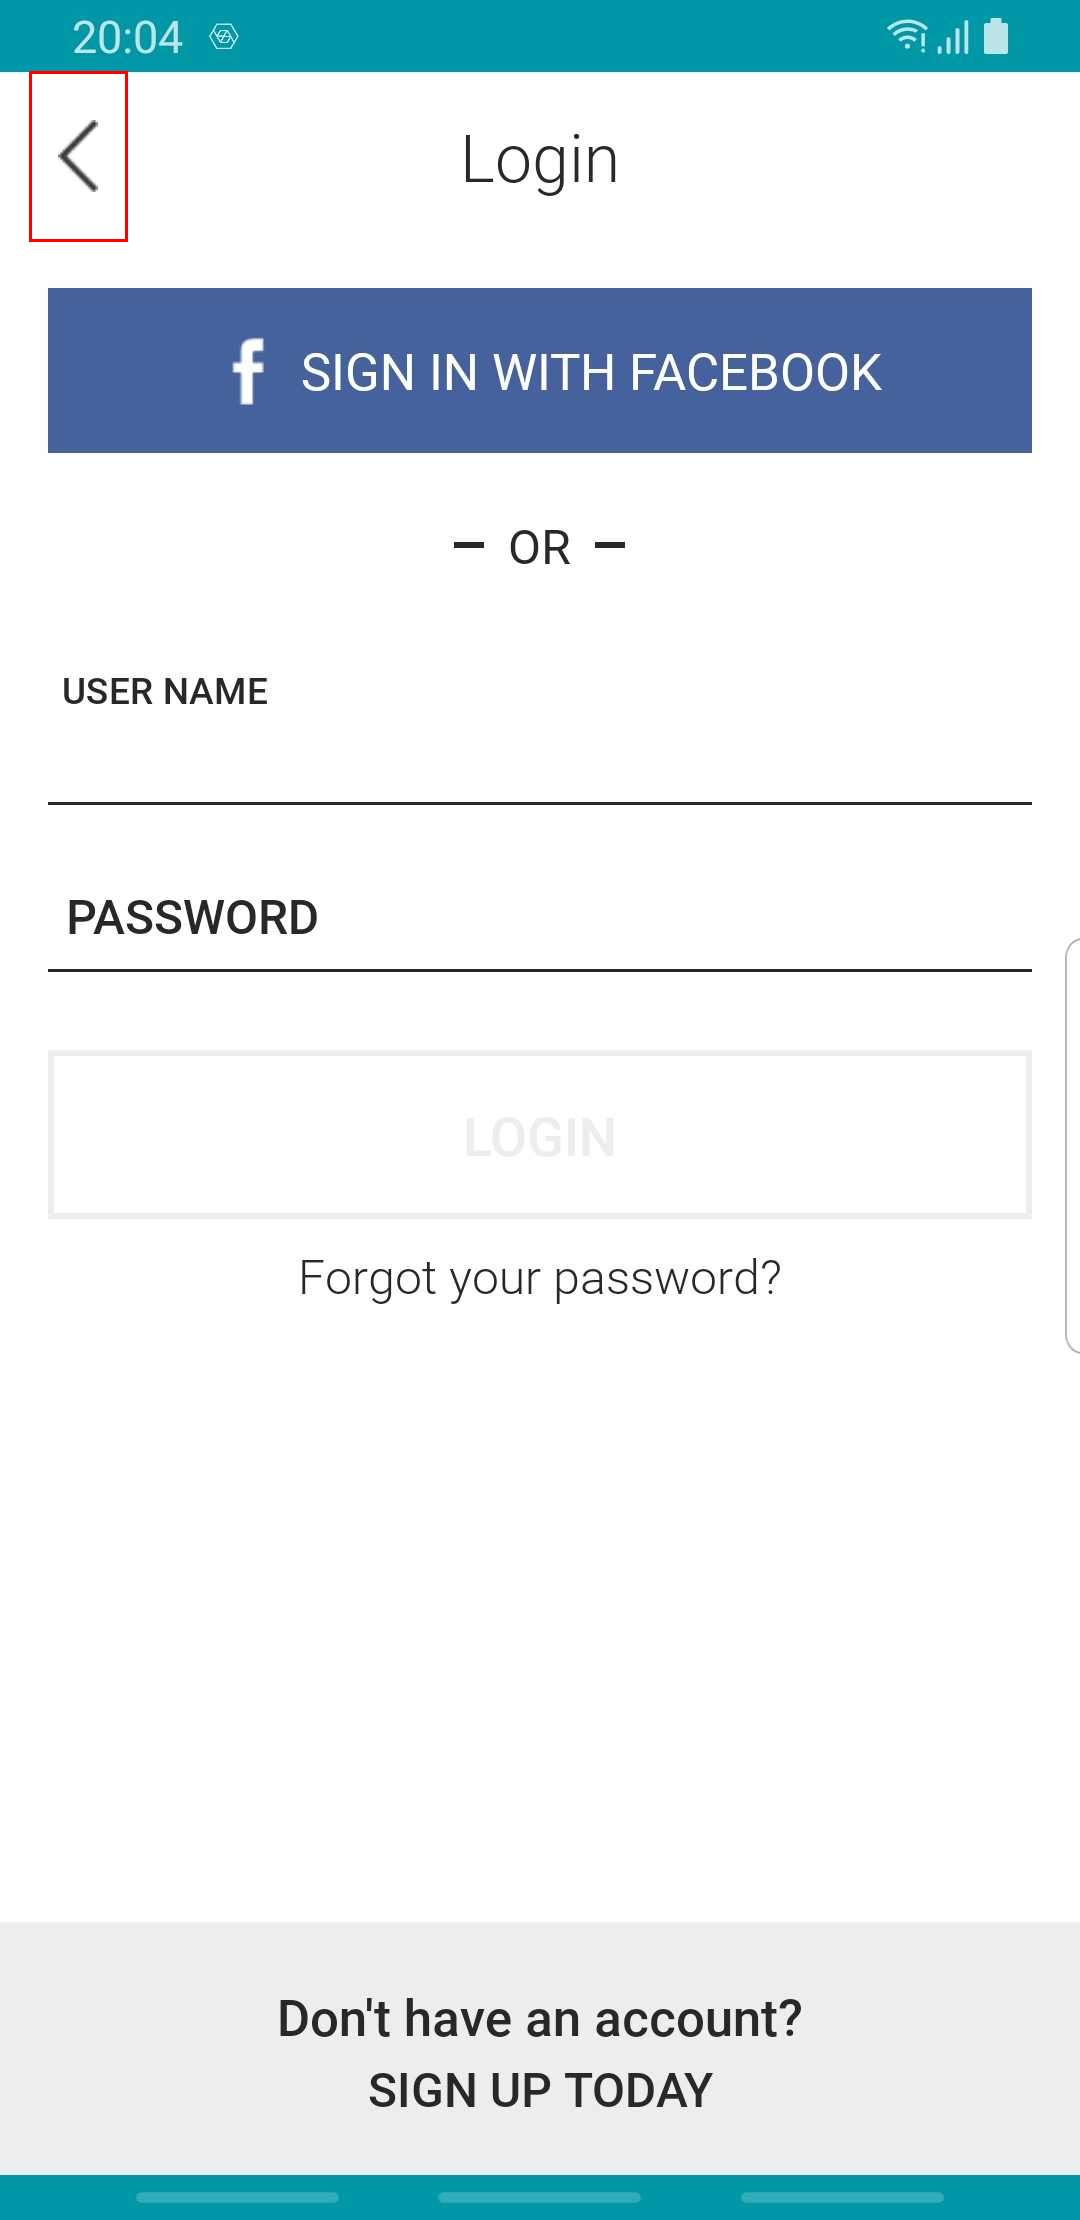 20:04
Login
f SIGN IN WITH FACEBOOK
– OR –
USER NAME
PASSWORD
LOGIN
Forgot your password?
Don't have an account?
SIGN UP TODAY